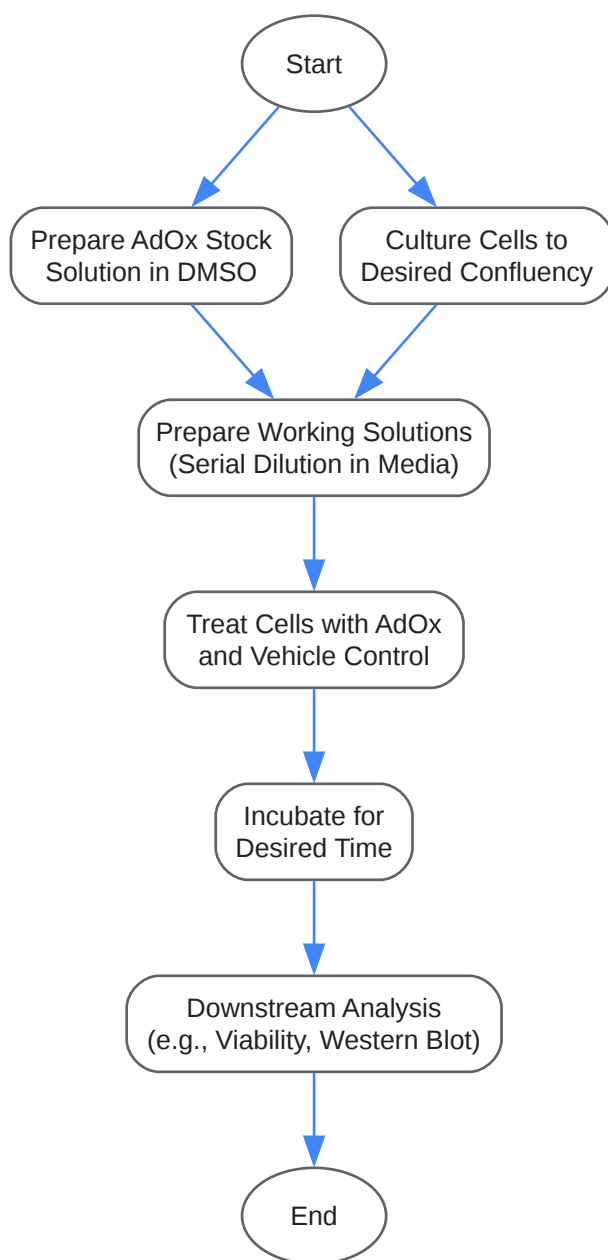 Start
Prepare AdOx Stock
Solution in DMSO
Culture Cells to
Desired Confluency
Prepare Working Solutions
(Serial Dilution in Media)
Treat Cells with AdOx
and Vehicle Control
Incubate for
Desired Time
Downstream Analysis
(e.g., Viability, Western Blot)
End